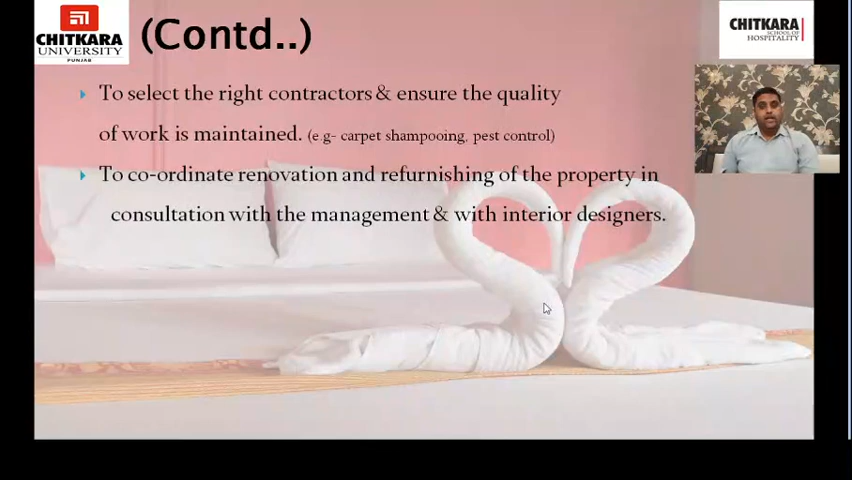 CHITKARA
UNIVERSITY
PUNJAB
(Contd..)
CHITKARA
SCHOOL OF
HOSPITALITY
To select the right contractors & ensure the quality
of work is maintained. (e g- carpet shampooing, pest control)
To co-ordinate renovation and refurnishing of the property in
consultation with the management & with interior designers.